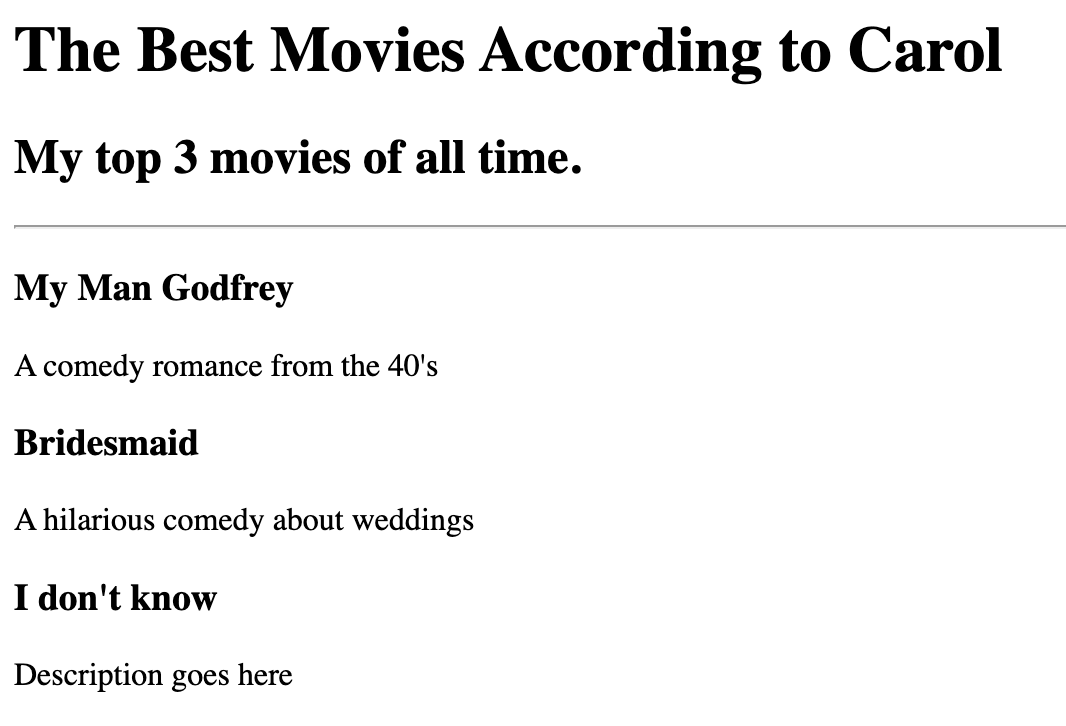 The Best Movies According to Carol
My top 3 movies of all time.
My Man Godfrey
A comedy romance from the 40's
Bridesmaid
A hilarious comedy about weddings
I don't know
Description goes here